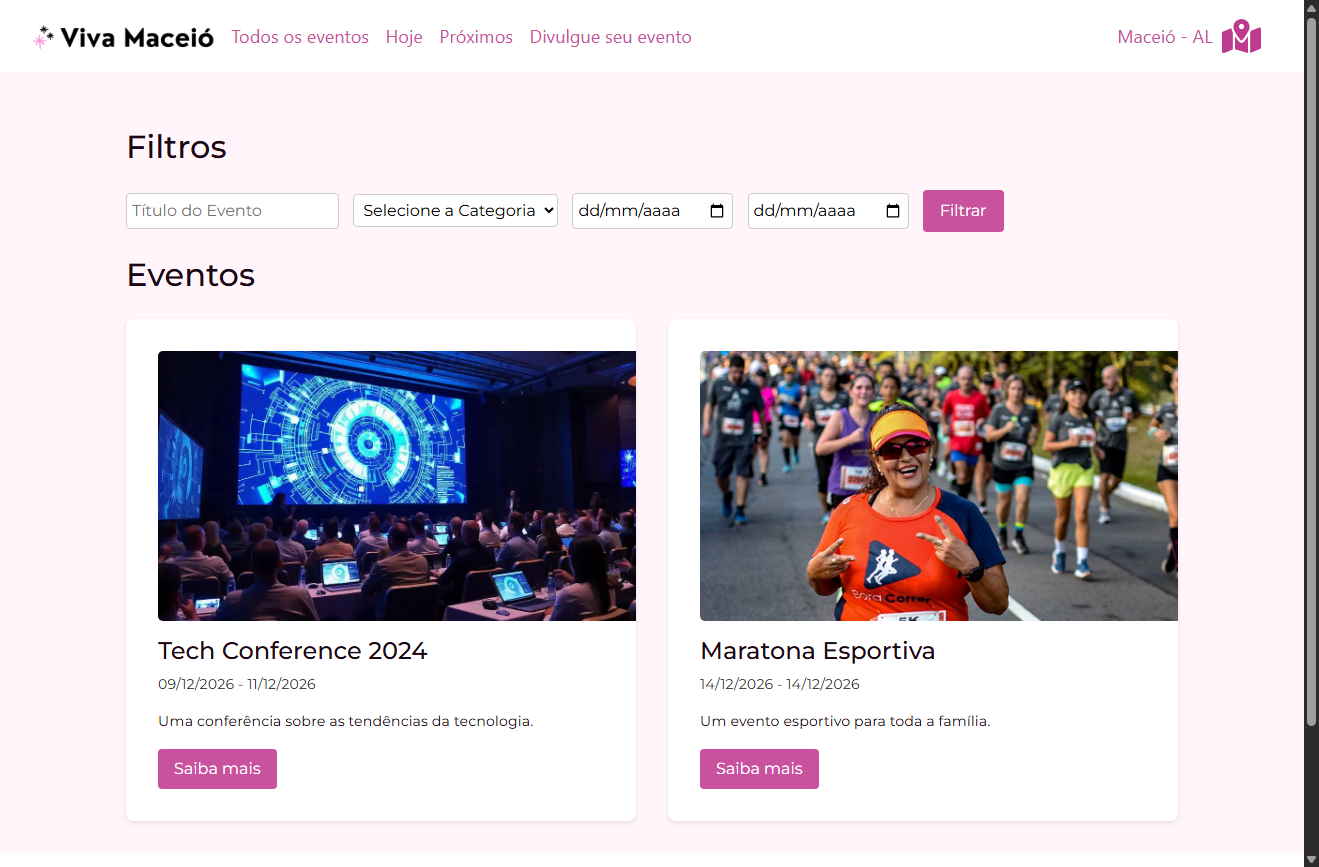 Viva Maceió Todos os eventos Hoje Próximos Divulgue seu evento Maceió - AL
Filtros
Título do Evento Selecione a Categoria dd/mm/aaaa dd/mm/aaaa Filtrar
Eventos
Bora Correr
5K
Tech Conference 2024
Maratona Esportiva
09/12/2026 - 11/12/2026
14/12/2026 - 14/12/2026
Uma conferência sobre as tendências da tecnologia.
Um evento esportivo para toda a família.
Saiba mais
Saiba mais